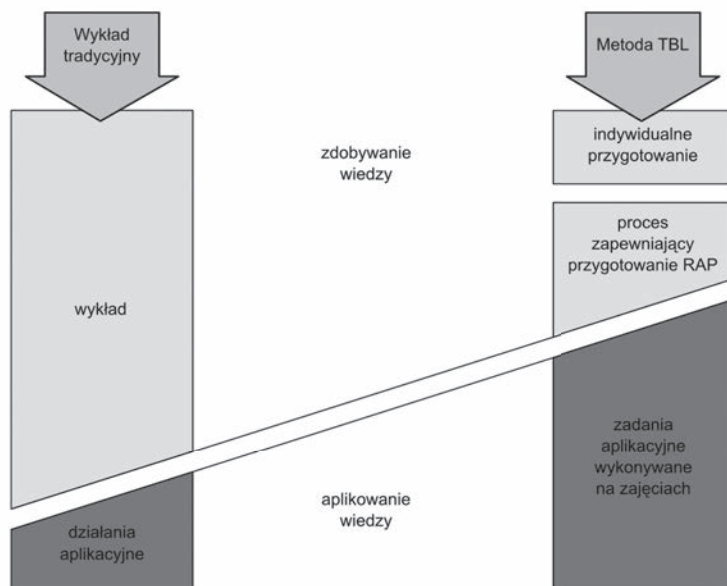 Wykład
tradycyjny
Metoda TBL
indywidualne
przygotowanie
zdobywanie
wiedzy
proces
zapewniający
przygotowanie RAP
wykład
zadania
aplikacyjne
wykonywane
na zajęciach
aplikowanie
wiedzy
działania
aplikacyjne